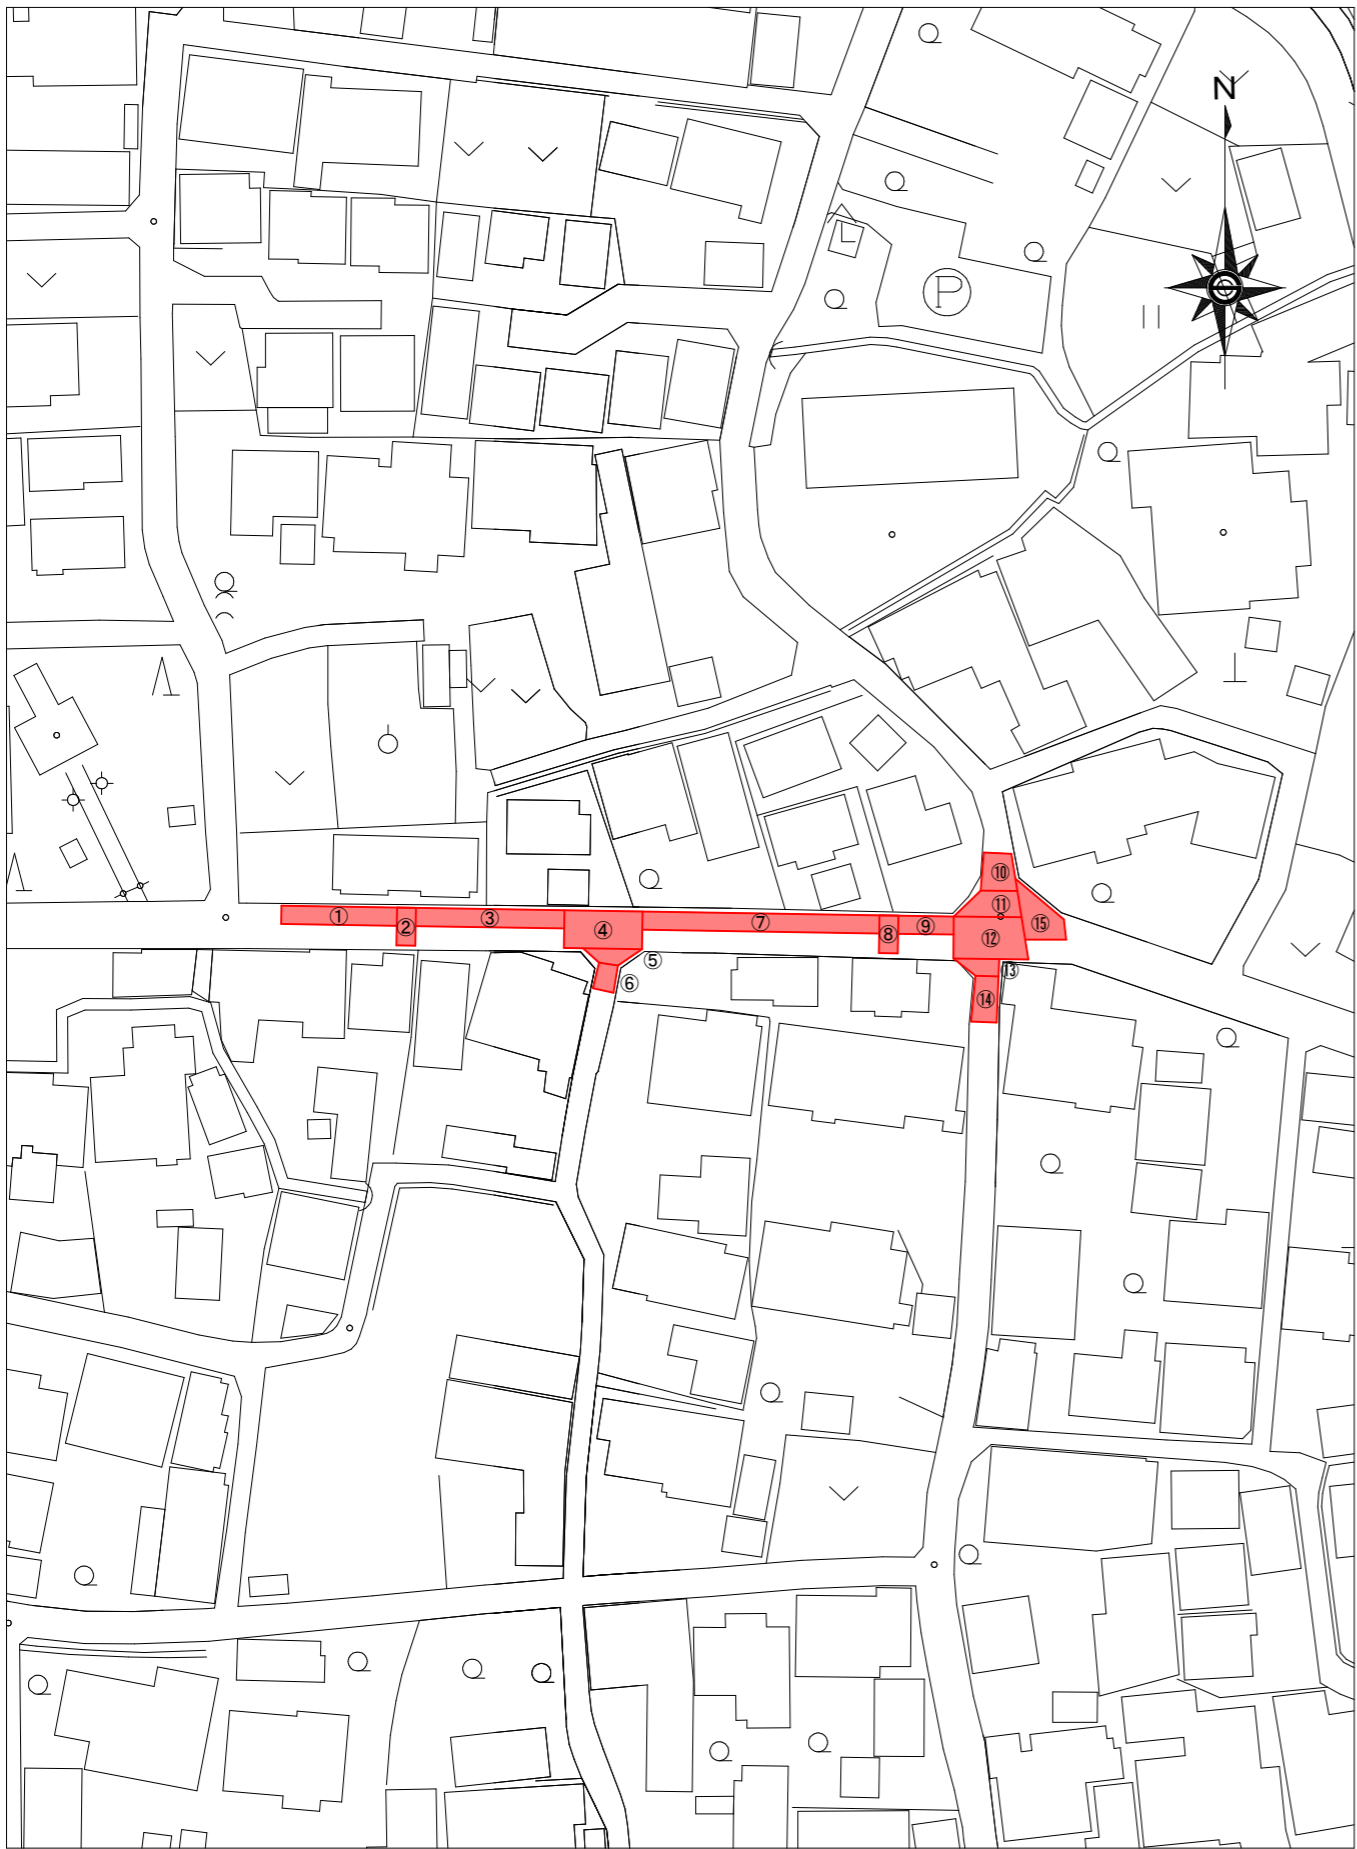 N
P
⑩
⑪
① ② ③ ④ ⑦ ⑧ ⑨ ⑫ ⑮
⑤ ⑬
⑥ ⑭